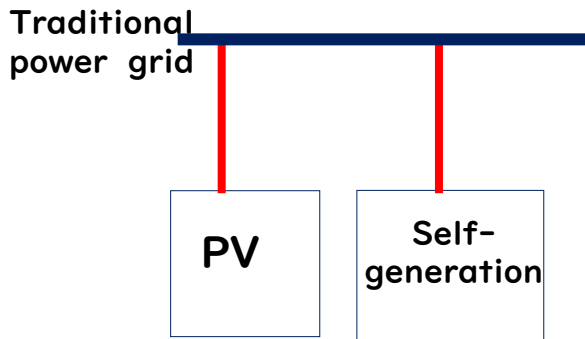 Traditional
power grid
PV
Self-
generation